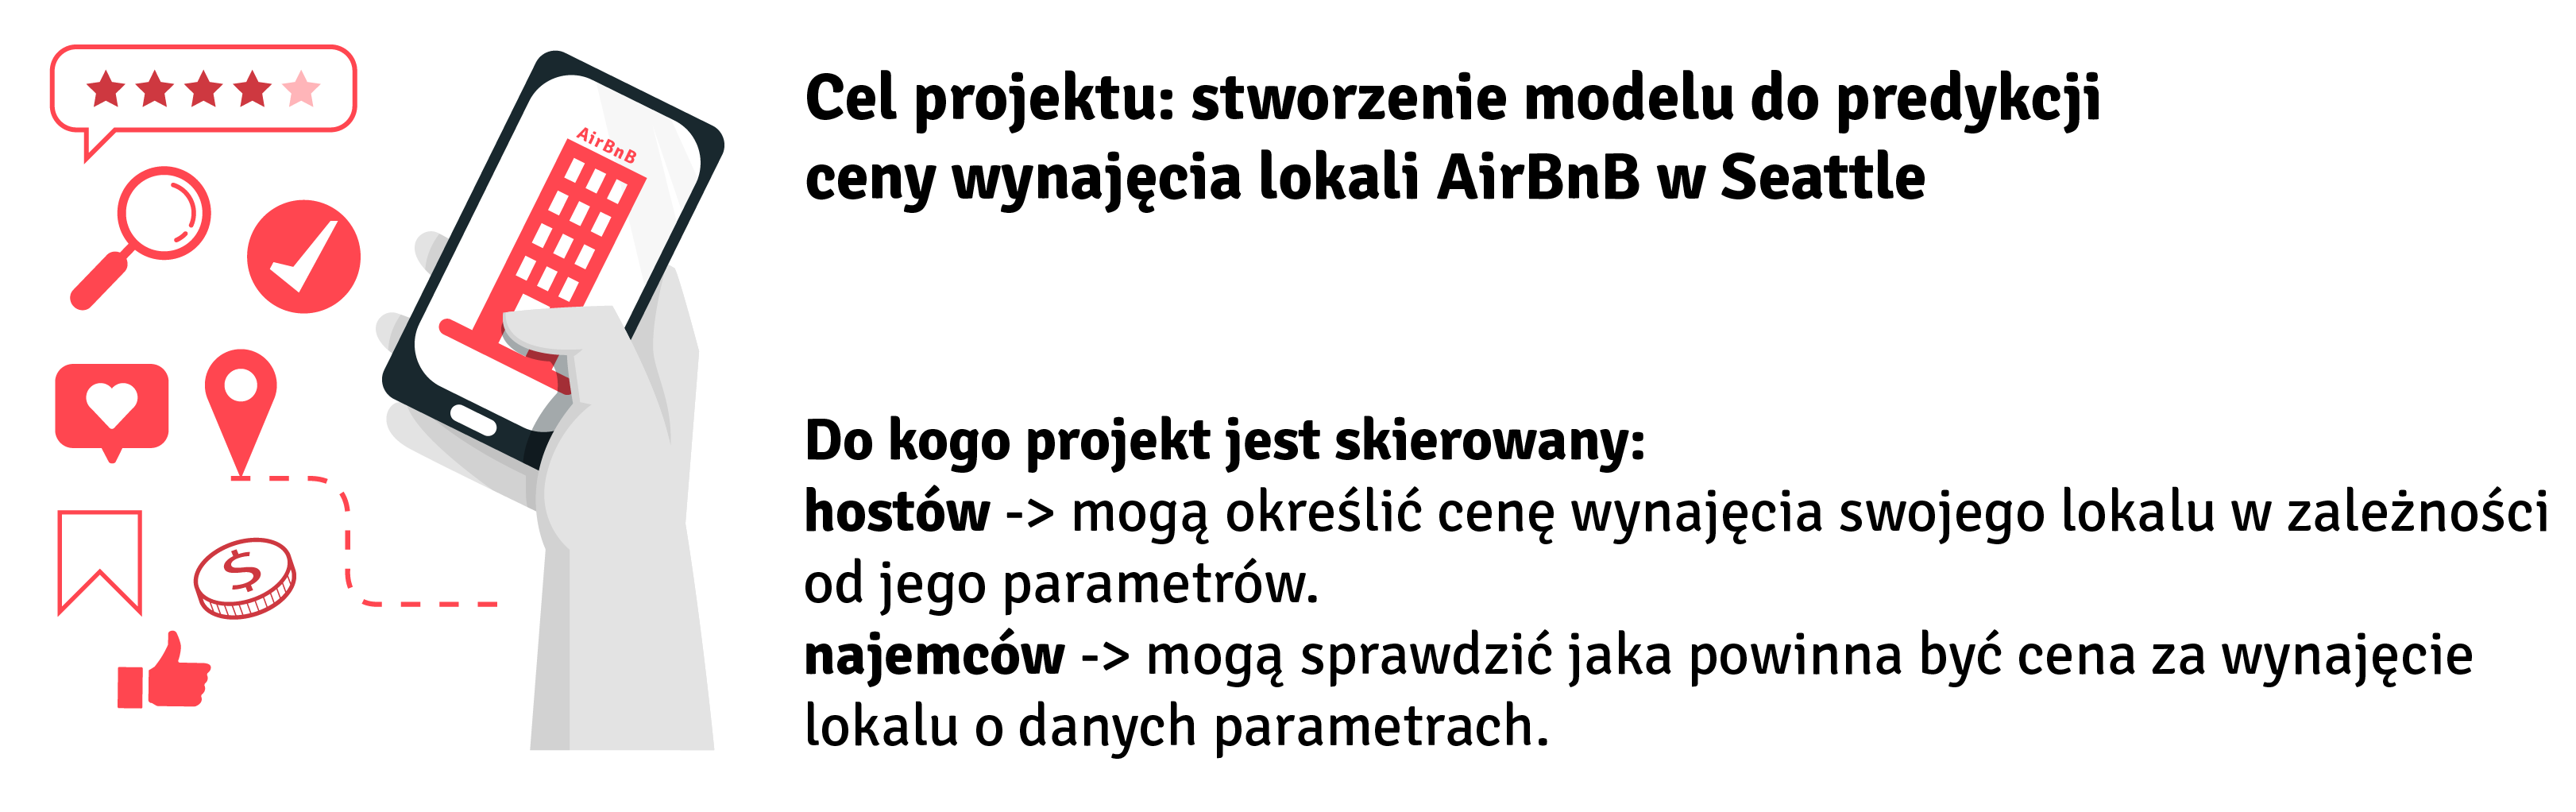 AirBnB
Cel projektu: stworzenie modelu do predykcji
ceny wynajęcia lokali AirBnB w Seattle
Do kogo projekt jest skierowany:
hostów -> mogą określić cenę wynajęcia swojego lokalu w zależności
od jego parametrów.
najemców -> mogą sprawdzić jaka powinna być cena za wynajęcie
lokalu o danych parametrach.
$